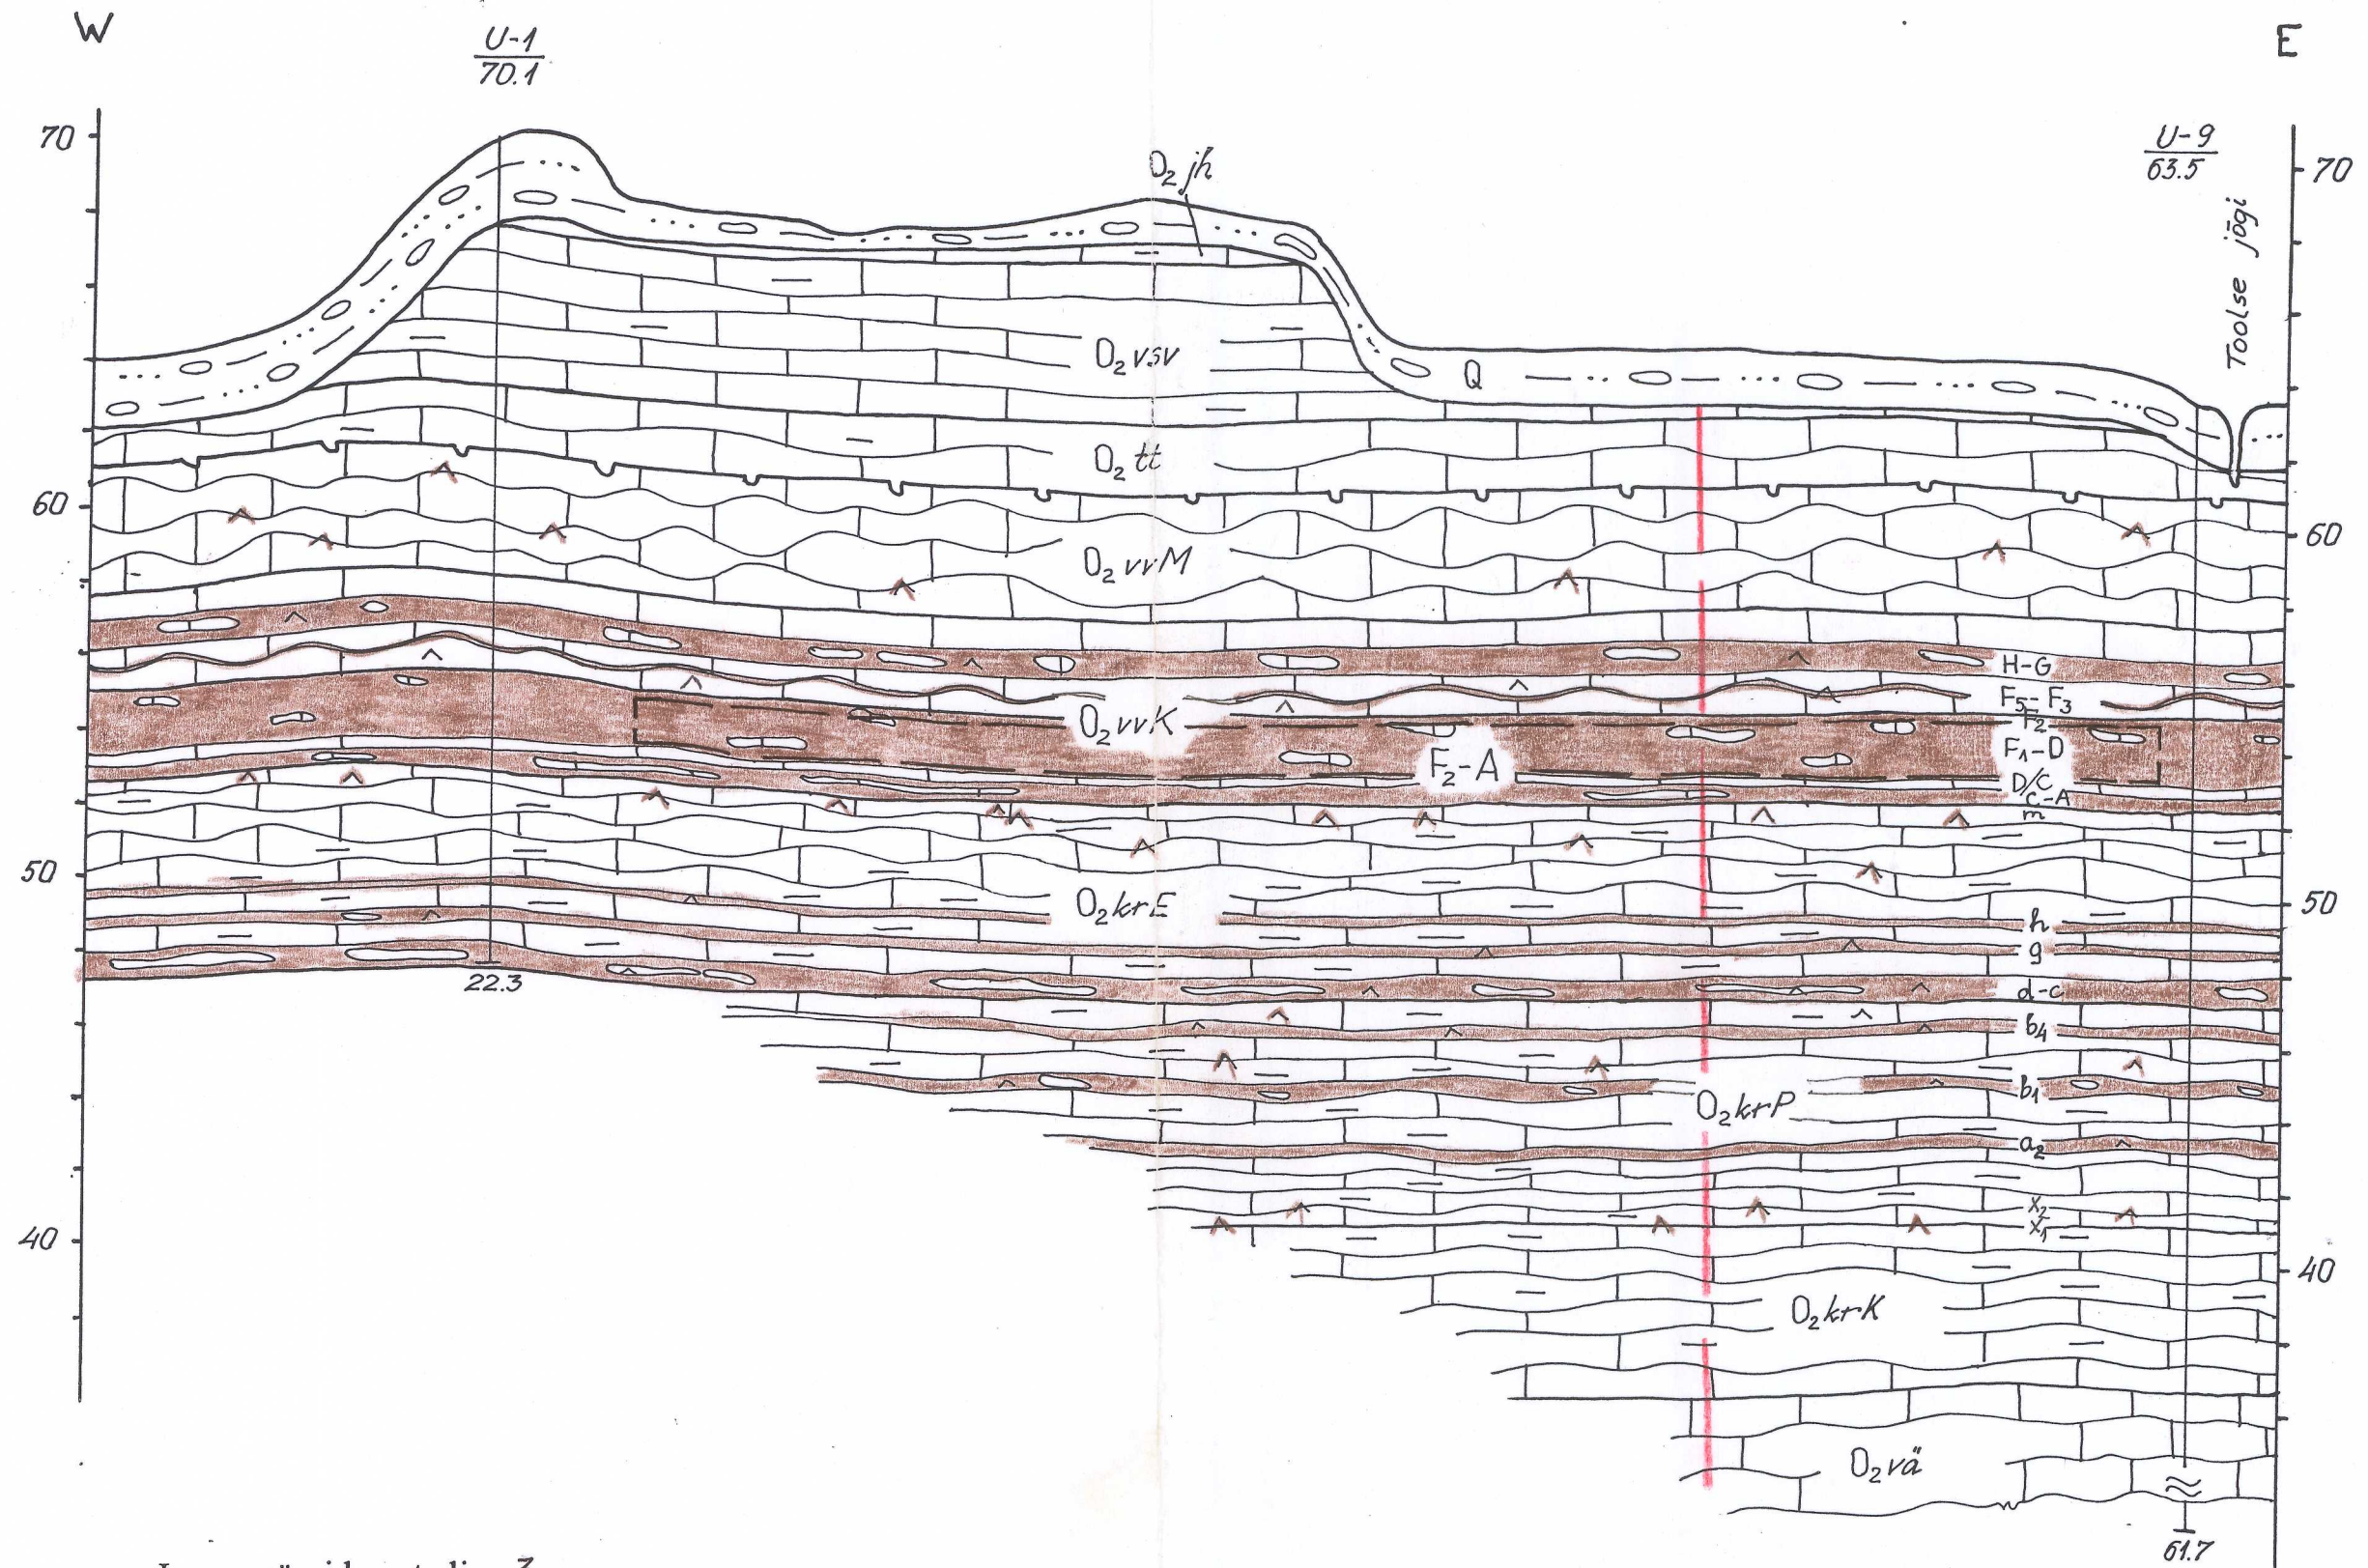 W
E
U-1
70.1
U-9
63.5
Toolse jõgi
70
70
O₂jh
O₂vsv
Q
O₂tt
60
60
O₂vvM
H-G
F₅-F₃
O₂vvK
F₂
F₁-D
F₂-A
D/C
C-A
m
50
50
O₂krE
h
g
d-c
22.3
b₄
b₁
O₂krP
a₂
x₂
x₁
40
40
O₂krK
O₂vä
61.7